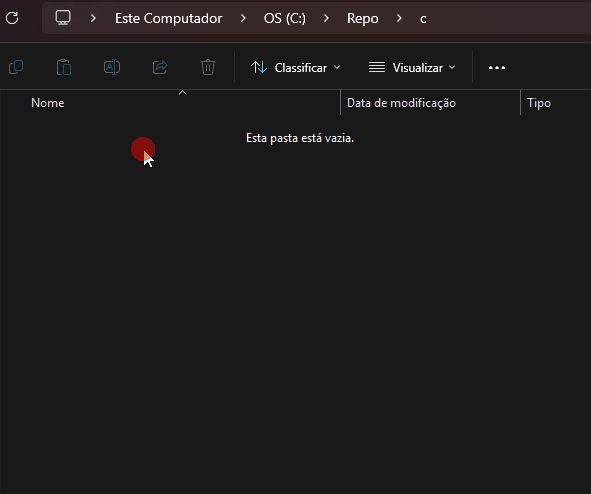 Este Computador > OS (C:) > Repo > c
Classificar Visualizar ...
Nome Data de modificação Tipo
Esta pasta está vazia.